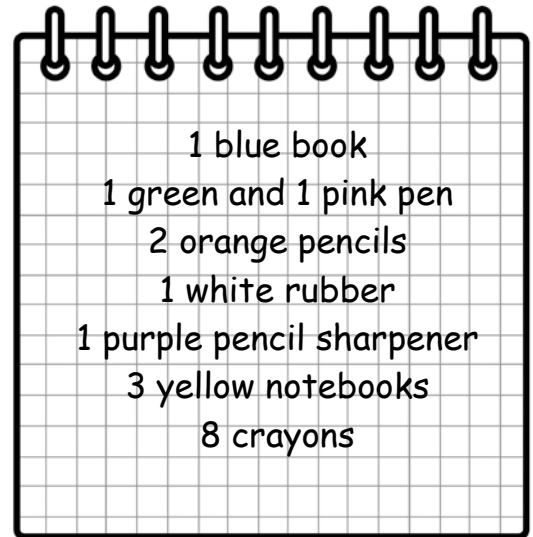 1 blue book
1 green and 1 pink pen
2 orange pencils
1 white rubber
1 purple pencil sharpener
3 yellow notebooks
8 crayons